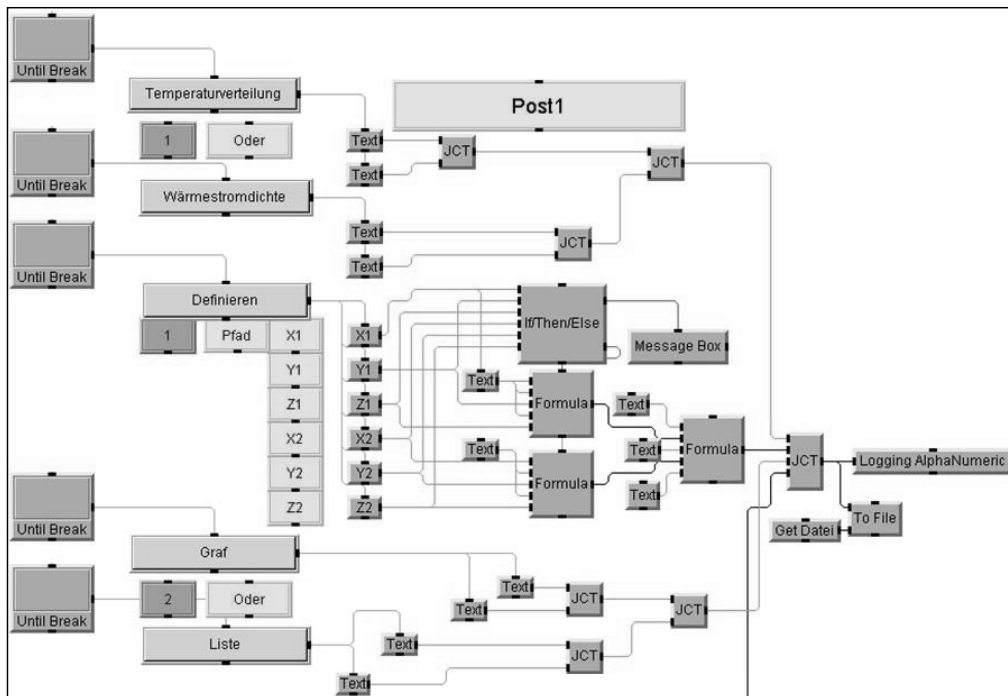 Until Break
Temperaturverteilung
Post1
1
Oder
Text
JCT
JCT
Text
Until Break
Wärmestromdichte
Text
JCT
Text
Until Break
Definieren
If/Then/Else
1
Pfad
X1
X1
Message Box
Y1
Y1
Text
Z1
Z1
Formula
Text
X2
X2
Text
Text
Formula
JCT
Logging AlphaNumeric
Y2
Y2
Formula
Z2
Z2
Text
To File
Get Datei
Until Break
Graf
Text
JCT
JCT
2
Oder
Text
Until Break
Liste
Text
JCT
Text